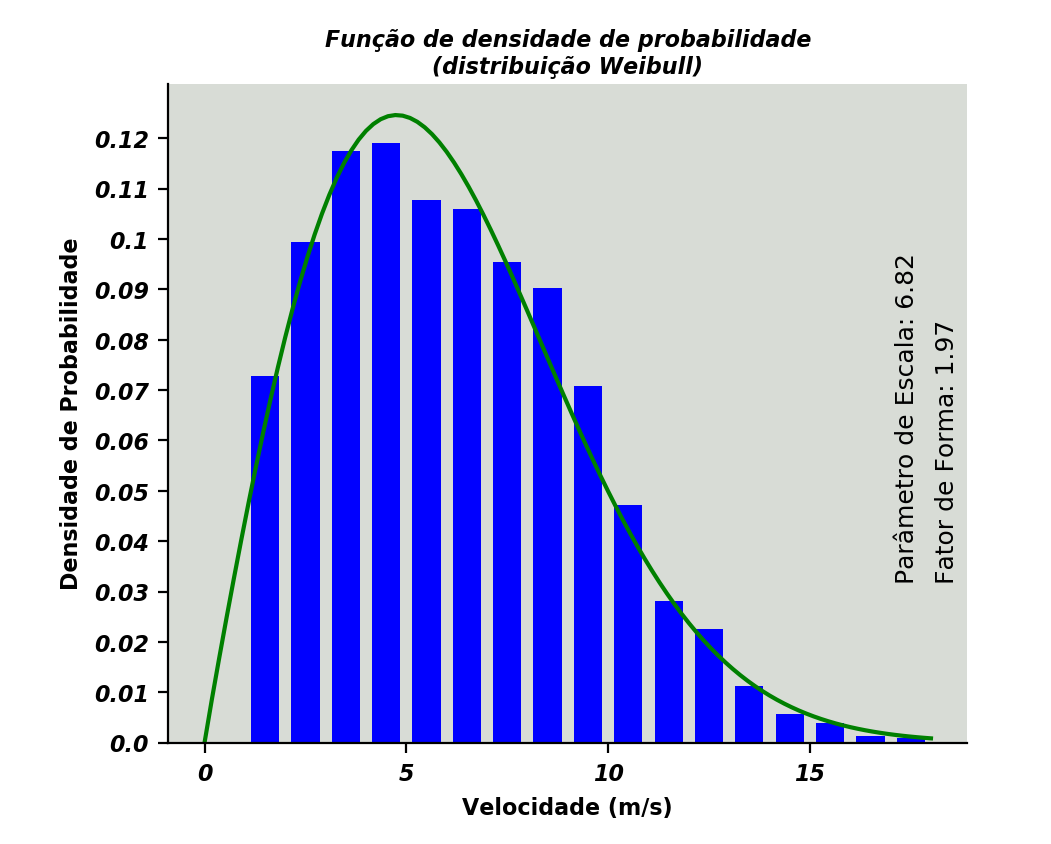 Função de densidade de probabilidade
(distribuição Weibull)
Densidade de Probabilidade
0.12
0.11
0.1
0.09
0.08
0.07
0.06
0.05
0.04
0.03
0.02
0.01
0.0
Parâmetro de Escala: 6.82
Fator de Forma: 1.97
0 5 10 15
Velocidade (m/s)